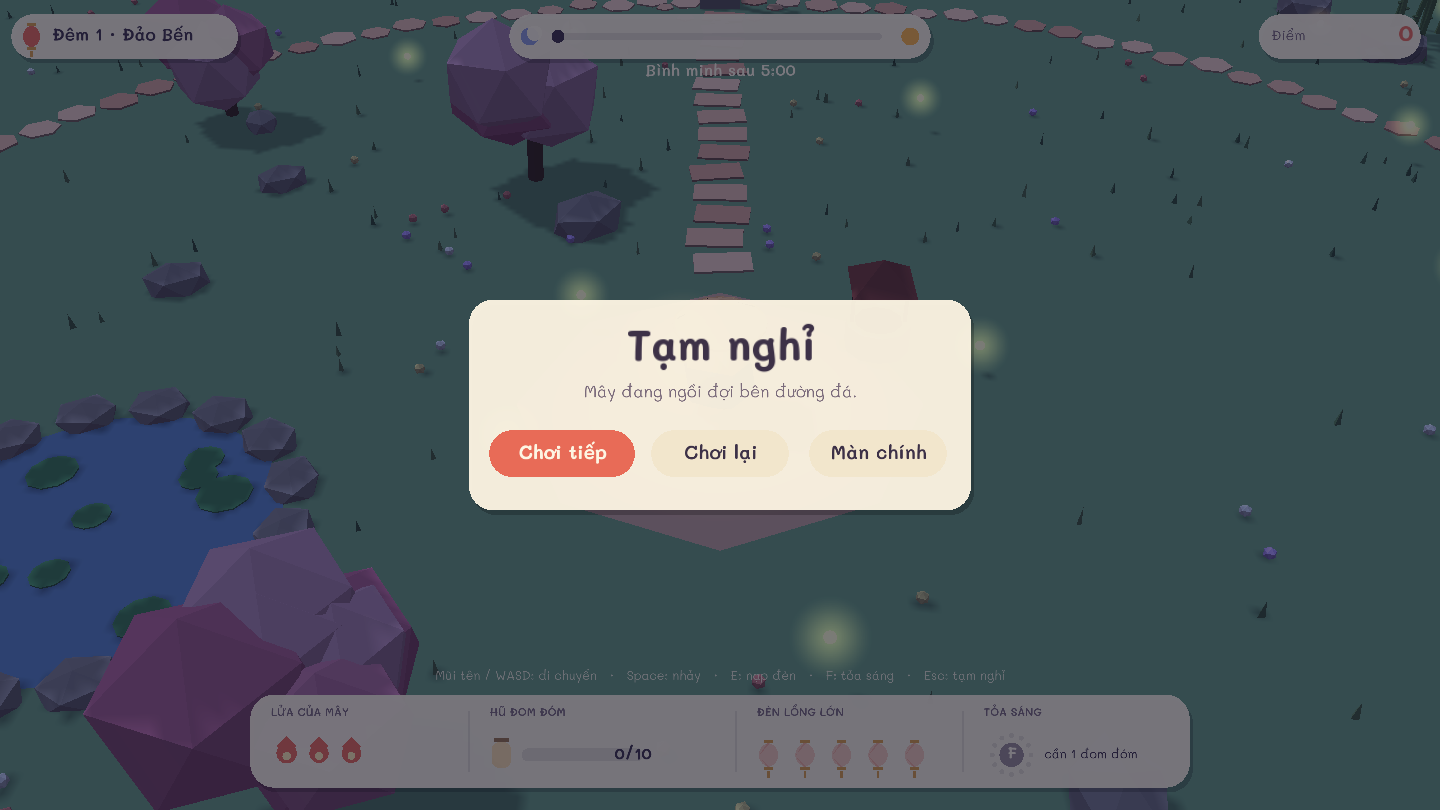 Đêm 1 · Đảo Bến
Điểm 0
Bình minh sau 5:00
Tạm nghỉ
Mây đang ngồi đợi bên đường đá.
Chơi tiếp
Chơi lại
Màn chính
Mũi tên / WASD: di chuyển · Space: nhảy · E: nạp đèn · F: tỏa sáng · Esc: tạm nghỉ
LỬA CỦA MÂY
HŨ ĐOM ĐÓM
ĐÈN LỒNG LỚN
TỎA SÁNG
0/10
F
cần 1 đom đóm